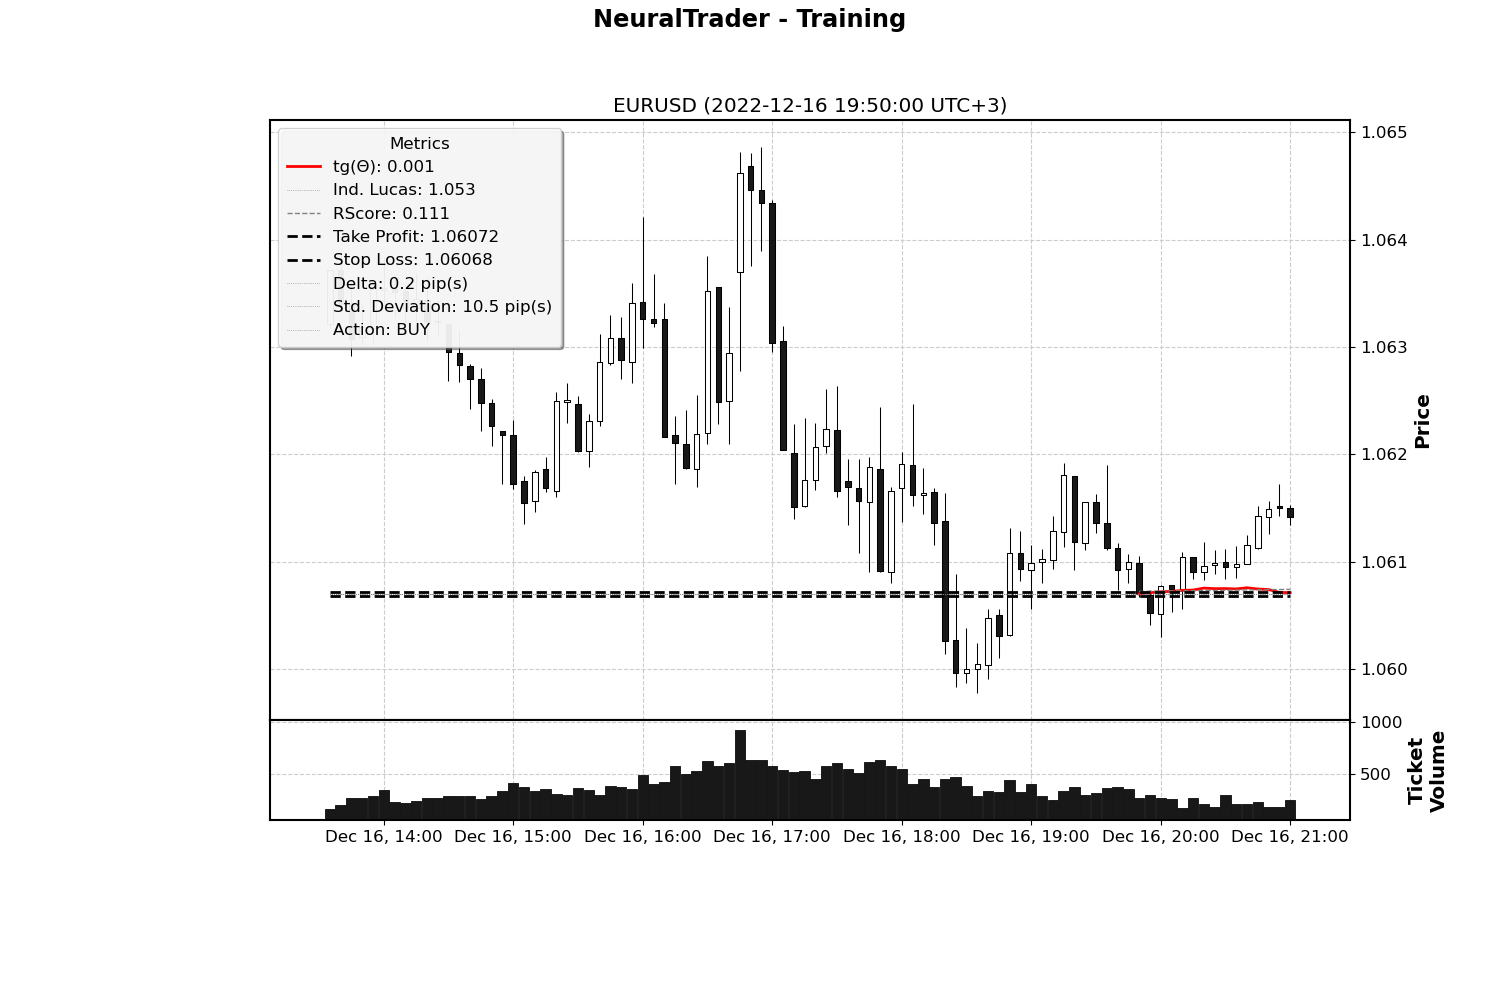 NeuralTrader - Training
EURUSD (2022-12-16 19:50:00 UTC+3)
Metrics
tg(Θ): 0.001
Ind. Lucas: 1.053
RScore: 0.111
Take Profit: 1.06072
Stop Loss: 1.06068
Delta: 0.2 pip(s)
Std. Deviation: 10.5 pip(s)
Action: BUY
1.065
1.064
1.063
1.062
1.061
1.060
Price
1000
500
Ticket
Volume
Dec 16, 14:00 Dec 16, 15:00 Dec 16, 16:00 Dec 16, 17:00 Dec 16, 18:00 Dec 16, 19:00 Dec 16, 20:00 Dec 16, 21:00